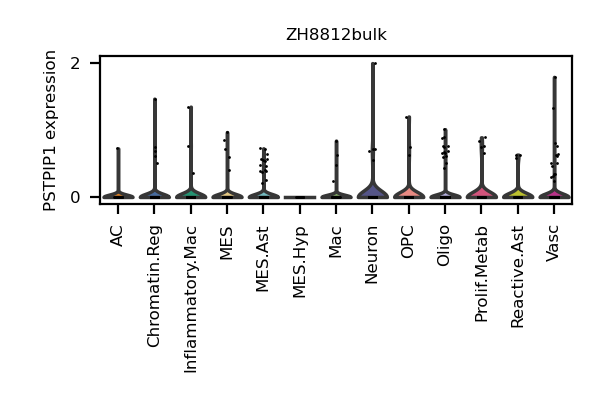 ZH8812bulk
PSTPIP1 expression
2
0
AC
Chromatin.Reg
Inflammatory.Mac
MES
MES.Ast
MES.Hyp
Mac
Neuron
OPC
Oligo
Prolif.Metab
Reactive.Ast
Vasc